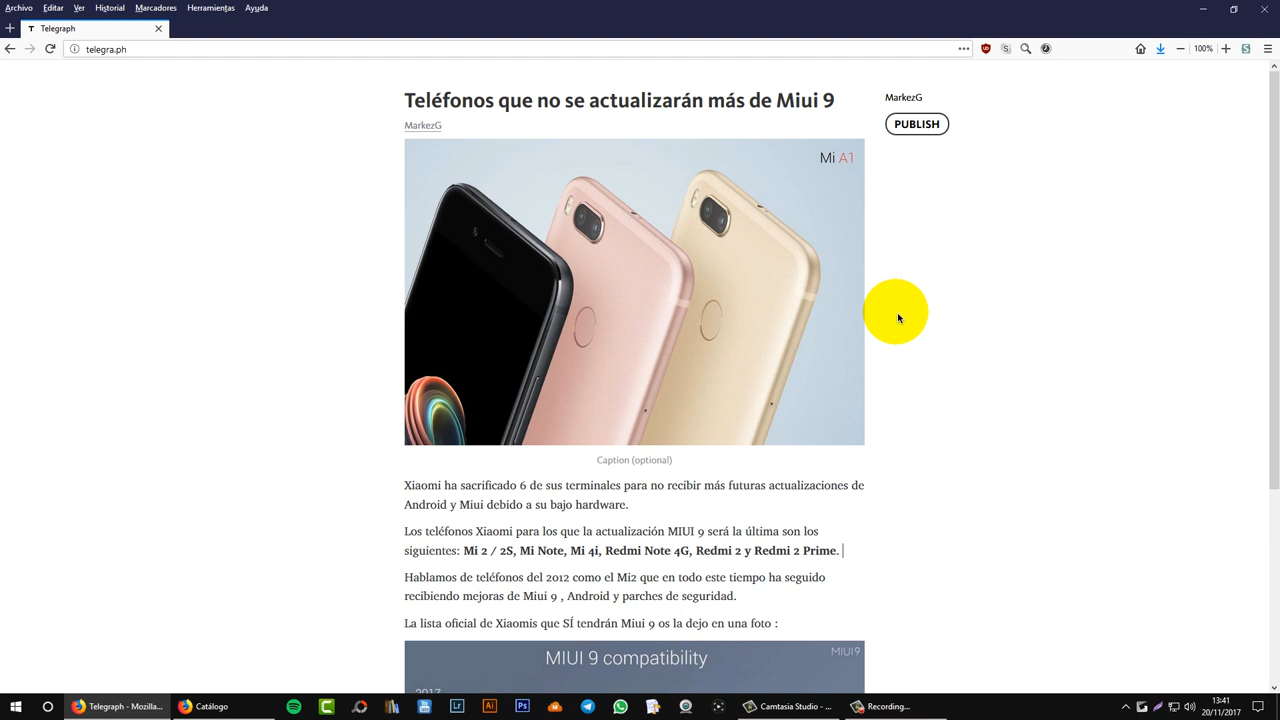 Archivo Editar Ver Historial Marcadores Herramientas Ayuda
Telegraph
telegra.ph
100%
Teléfonos que no se actualizarán más de Miui 9
MarkezG
MarkezG
PUBLISH
Mi A1
Caption (optional)
Xiaomi ha sacrificado 6 de sus terminales para no recibir más futuras actualizaciones de
Android y Miui debido a su bajo hardware.
Los teléfonos Xiaomi para los que la actualización MIUI 9 será la última son los
siguientes: Mi 2 / 2S, Mi Note, Mi 4i, Redmi Note 4G, Redmi 2 y Redmi 2 Prime.
Hablamos de teléfonos del 2012 como el Mi2 que en todo este tiempo ha seguido
recibiendo mejoras de Miui 9 , Android y parches de seguridad.
La lista oficial de Xiaomis que SÍ tendrán Miui 9 os la dejo en una foto :
MIUI 9 compatibility
MIUI9
2017
Telegraph - Mozilla...
Catálogo
Lr
Ai
Ps
Camtasia Studio - ...
Recording...
13:41
20/11/2017